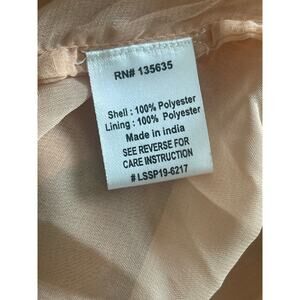 RN# 135635
Shell : 100% Polyester
Lining : 100% Polyester
Made in india
SEE REVERSE FOR
CARE INSTRUCTION
# LSSP19-6217